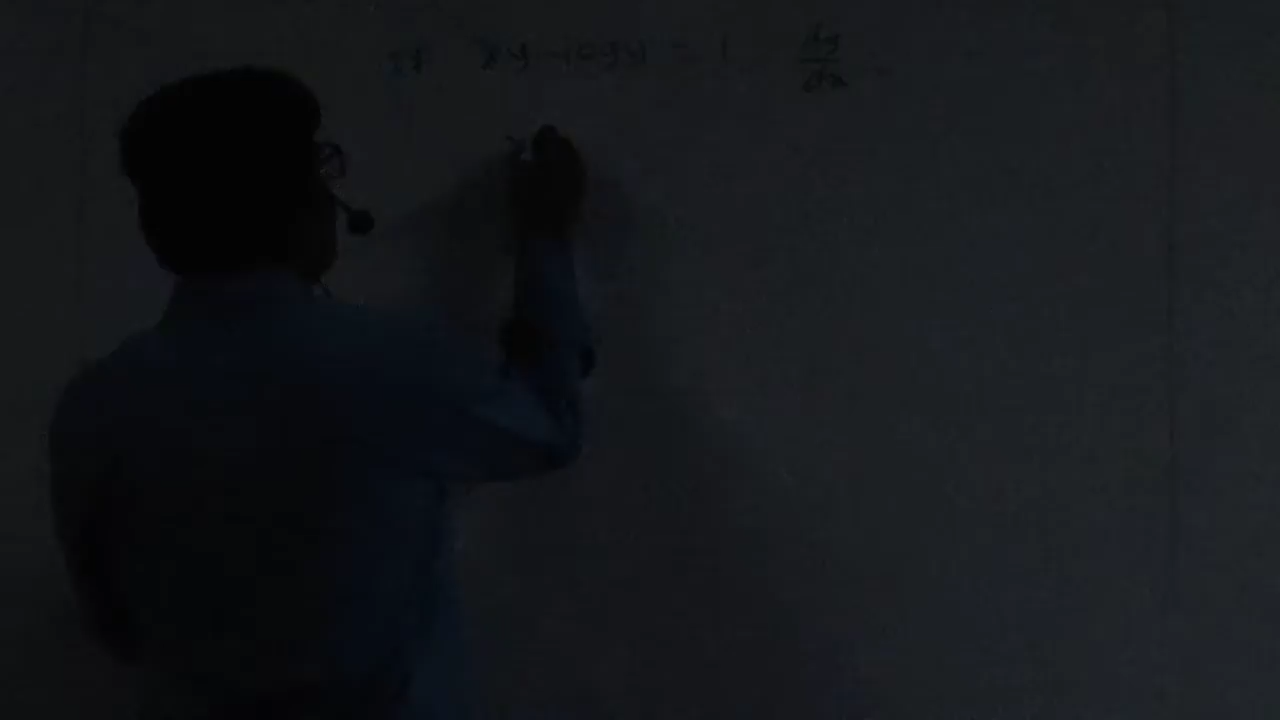 If xy - logy = 1 dy/dx
x